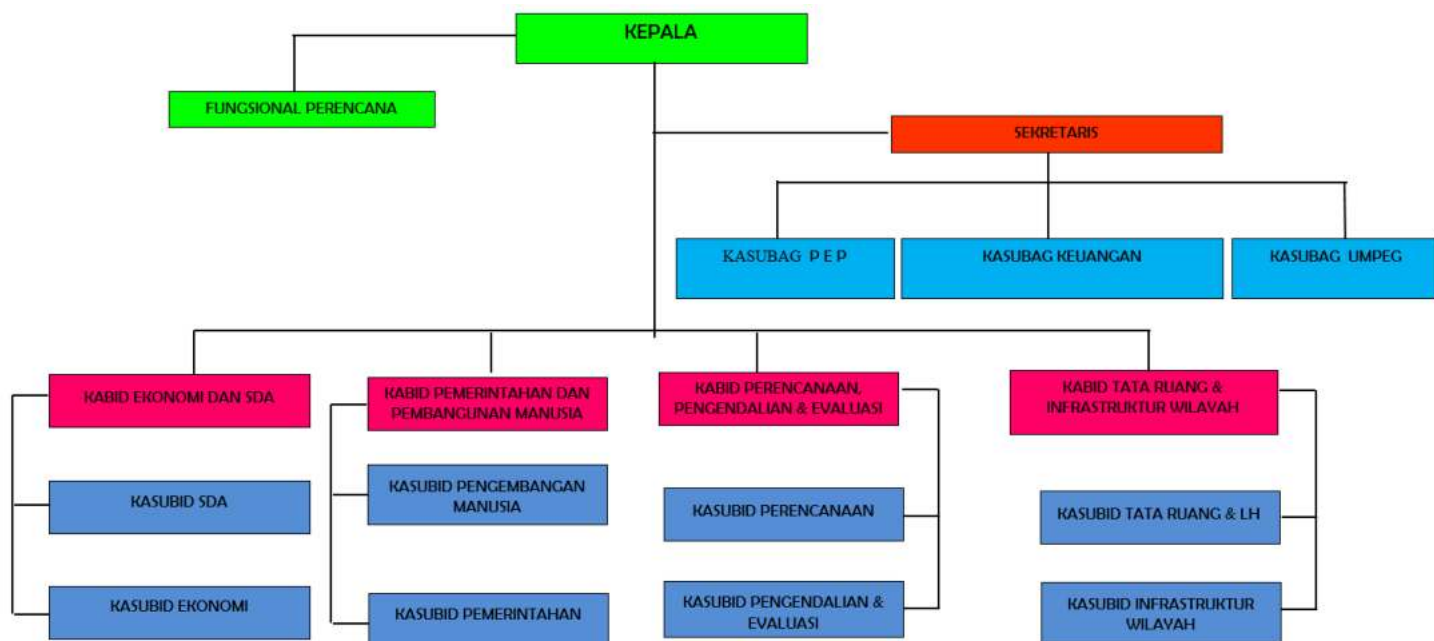 KEPALA
FUNGSIONAL PERENCANA
SEKRETARIS
KASUBAG P E P
KASUBAG KEUANGAN
KASUBAG UMPEG
KABID EKONOMI DAN SDA
KABID PEMERINTAHAN DAN
PEMBANGUNAN MANUSIA
KABID PERENCANAAN,
PENGENDALIAN & EVALUASI
KABID TATA RUANG &
INFRASTRUKTUR WILAYAH
KASUBID SDA
KASUBID PENGEMBANGAN
MANUSIA
KASUBID PERENCANAAN
KASUBID TATA RUANG & LH
KASUBID EKONOMI
KASUBID PEMERINTAHAN
KASUBID PENGENDALIAN &
EVALUASI
KASUBID INFRASTRUKTUR
WILAYAH